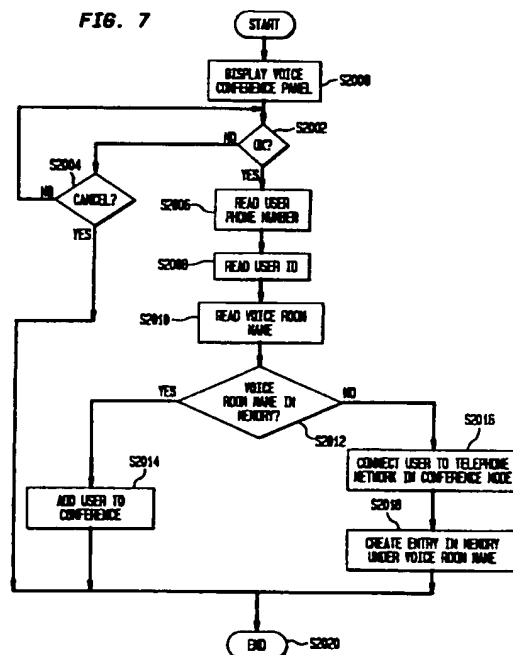 FIG. 7
START
DISPLAY VOICE
CONFERENCE PANEL
S2000
S2002
OK?
NO
YES
S2004
CANCEL?
NO
YES
S2006
READ USER
PHONE NUMBER
S2008
READ USER ID
S2010
READ VOICE ROOM
NAME
YES
VOICE
ROOM NAME IN
MEMORY?
NO
S2012
S2014
ADD USER TO
CONFERENCE
S2016
CONNECT USER TO TELEPHONE
NETWORK IN CONFERENCE MODE
S2018
CREATE ENTRY IN MEMORY
UNDER VOICE ROOM NAME
END
S2020